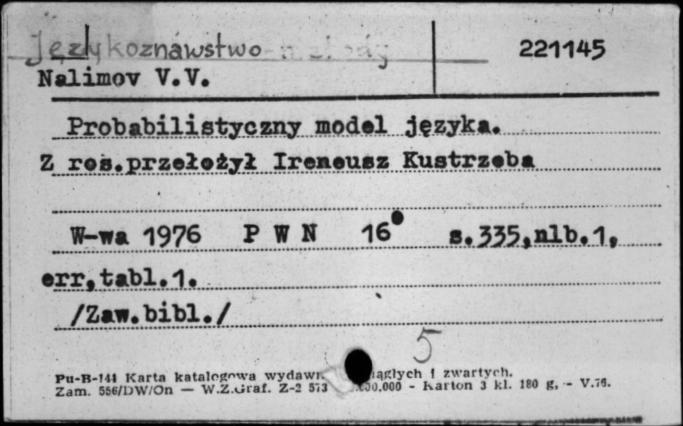 Językoznawstwo 221145
Nalimov V.V.
Probabilistyczny model języka.
Z ros.przełożył Ireneusz Kustrzeba
W-wa 1976 P W N 16° s.335,nlb.1,
err,tabl.1.
/Zaw.bibl./
5
Pu-B-141 Karta katalogowa wydawn. ciągłych i zwartych.
Zam. 556/DW/On — W.Z.Graf. Z-2 573 000,000 - Karton 3 kl. 180 g. - V.76.